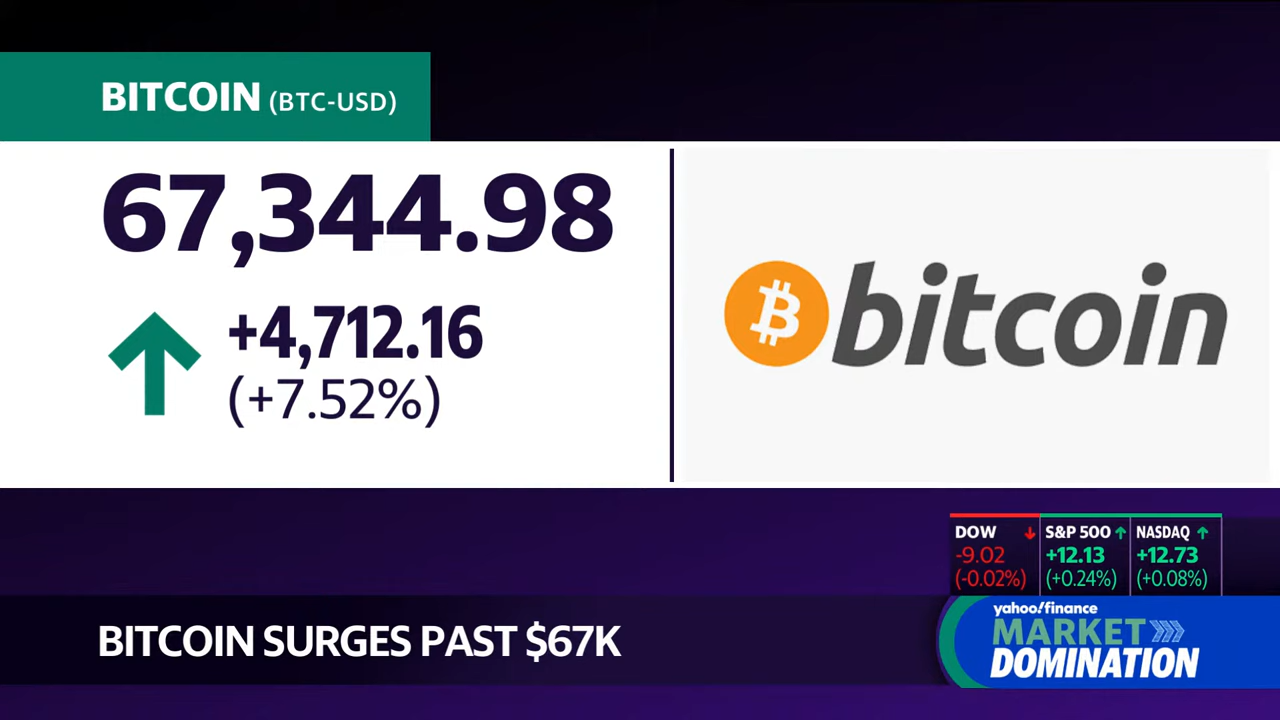 BITCOIN (BTC-USD)
67,344.98
+4,712.16
(+7.52%)
bitcoin
DOW
-9.02
(-0.02%)
S&P 500
+12.13
(+0.24%)
NASDAQ
+12.73
(+0.08%)
BITCOIN SURGES PAST $67K
yahoo!finance
MARKET
DOMINATION